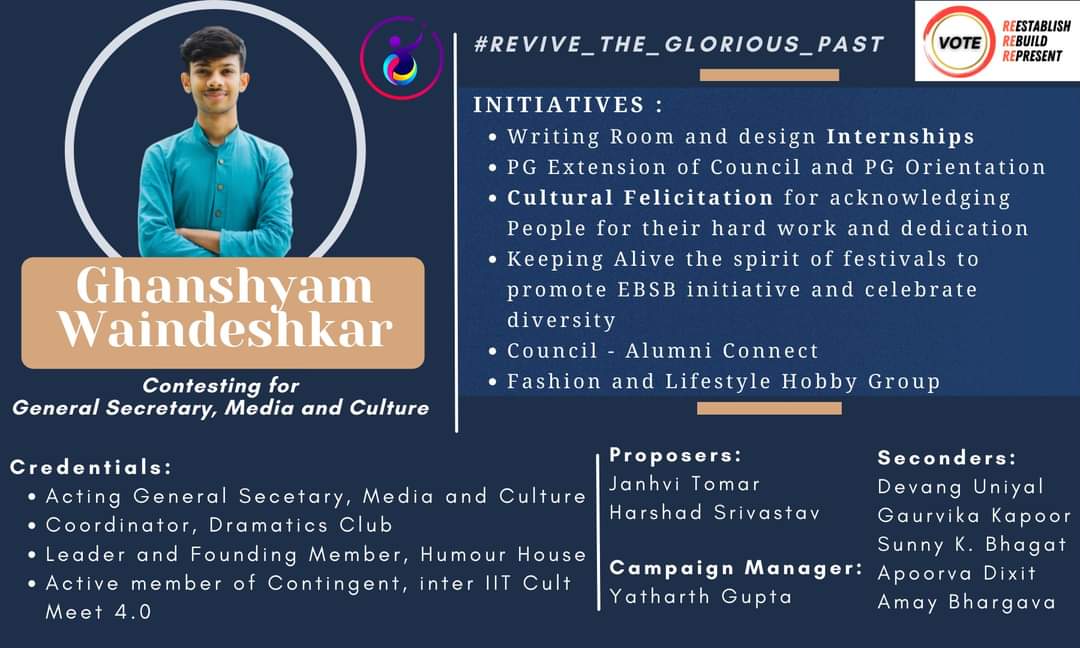 #REVIVE_THE_GLORIOUS_PAST
VOTE
REESTABLISH
REBUILD
REPRESENT
INITIATIVES :
• Writing Room and design Internships
• PG Extension of Council and PG Orientation
• Cultural Felicitation for acknowledging
People for their hard work and dedication
• Keeping Alive the spirit of festivals to
promote EBSB initiative and celebrate
diversity
• Council - Alumni Connect
• Fashion and Lifestyle Hobby Group
Ghanshyam
Waindeshkar
Contesting for
General Secretary, Media and Culture
Credentials:
• Acting General Secetary, Media and Culture
• Coordinator, Dramatics Club
• Leader and Founding Member, Humour House
• Active member of Contingent, inter IIT Cult
Meet 4.0
Proposers:
Janhvi Tomar
Harshad Srivastav
Campaign Manager:
Yatharth Gupta
Seconders:
Devang Uniyal
Gaurvika Kapoor
Sunny K. Bhagat
Apoorva Dixit
Amay Bhargava